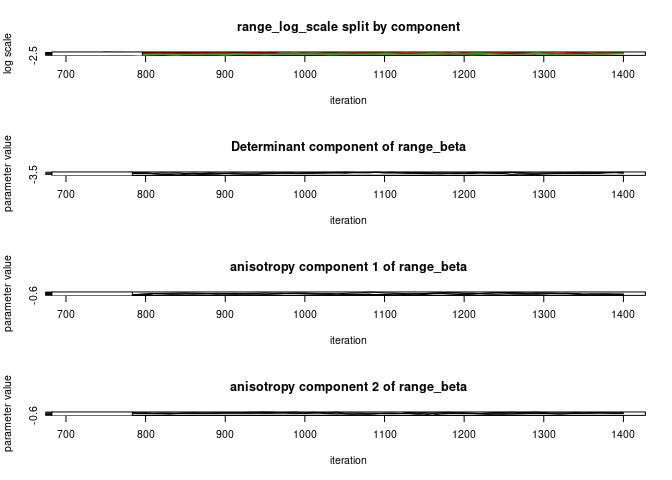 range_log_scale split by component
log scale
-2.5
700 800 900 1000 1100 1200 1300 1400
iteration
Determinant component of range_beta
parameter value
-3.5
700 800 900 1000 1100 1200 1300 1400
iteration
anisotropy component 1 of range_beta
parameter value
-0.6
700 800 900 1000 1100 1200 1300 1400
iteration
anisotropy component 2 of range_beta
parameter value
-0.6
700 800 900 1000 1100 1200 1300 1400
iteration